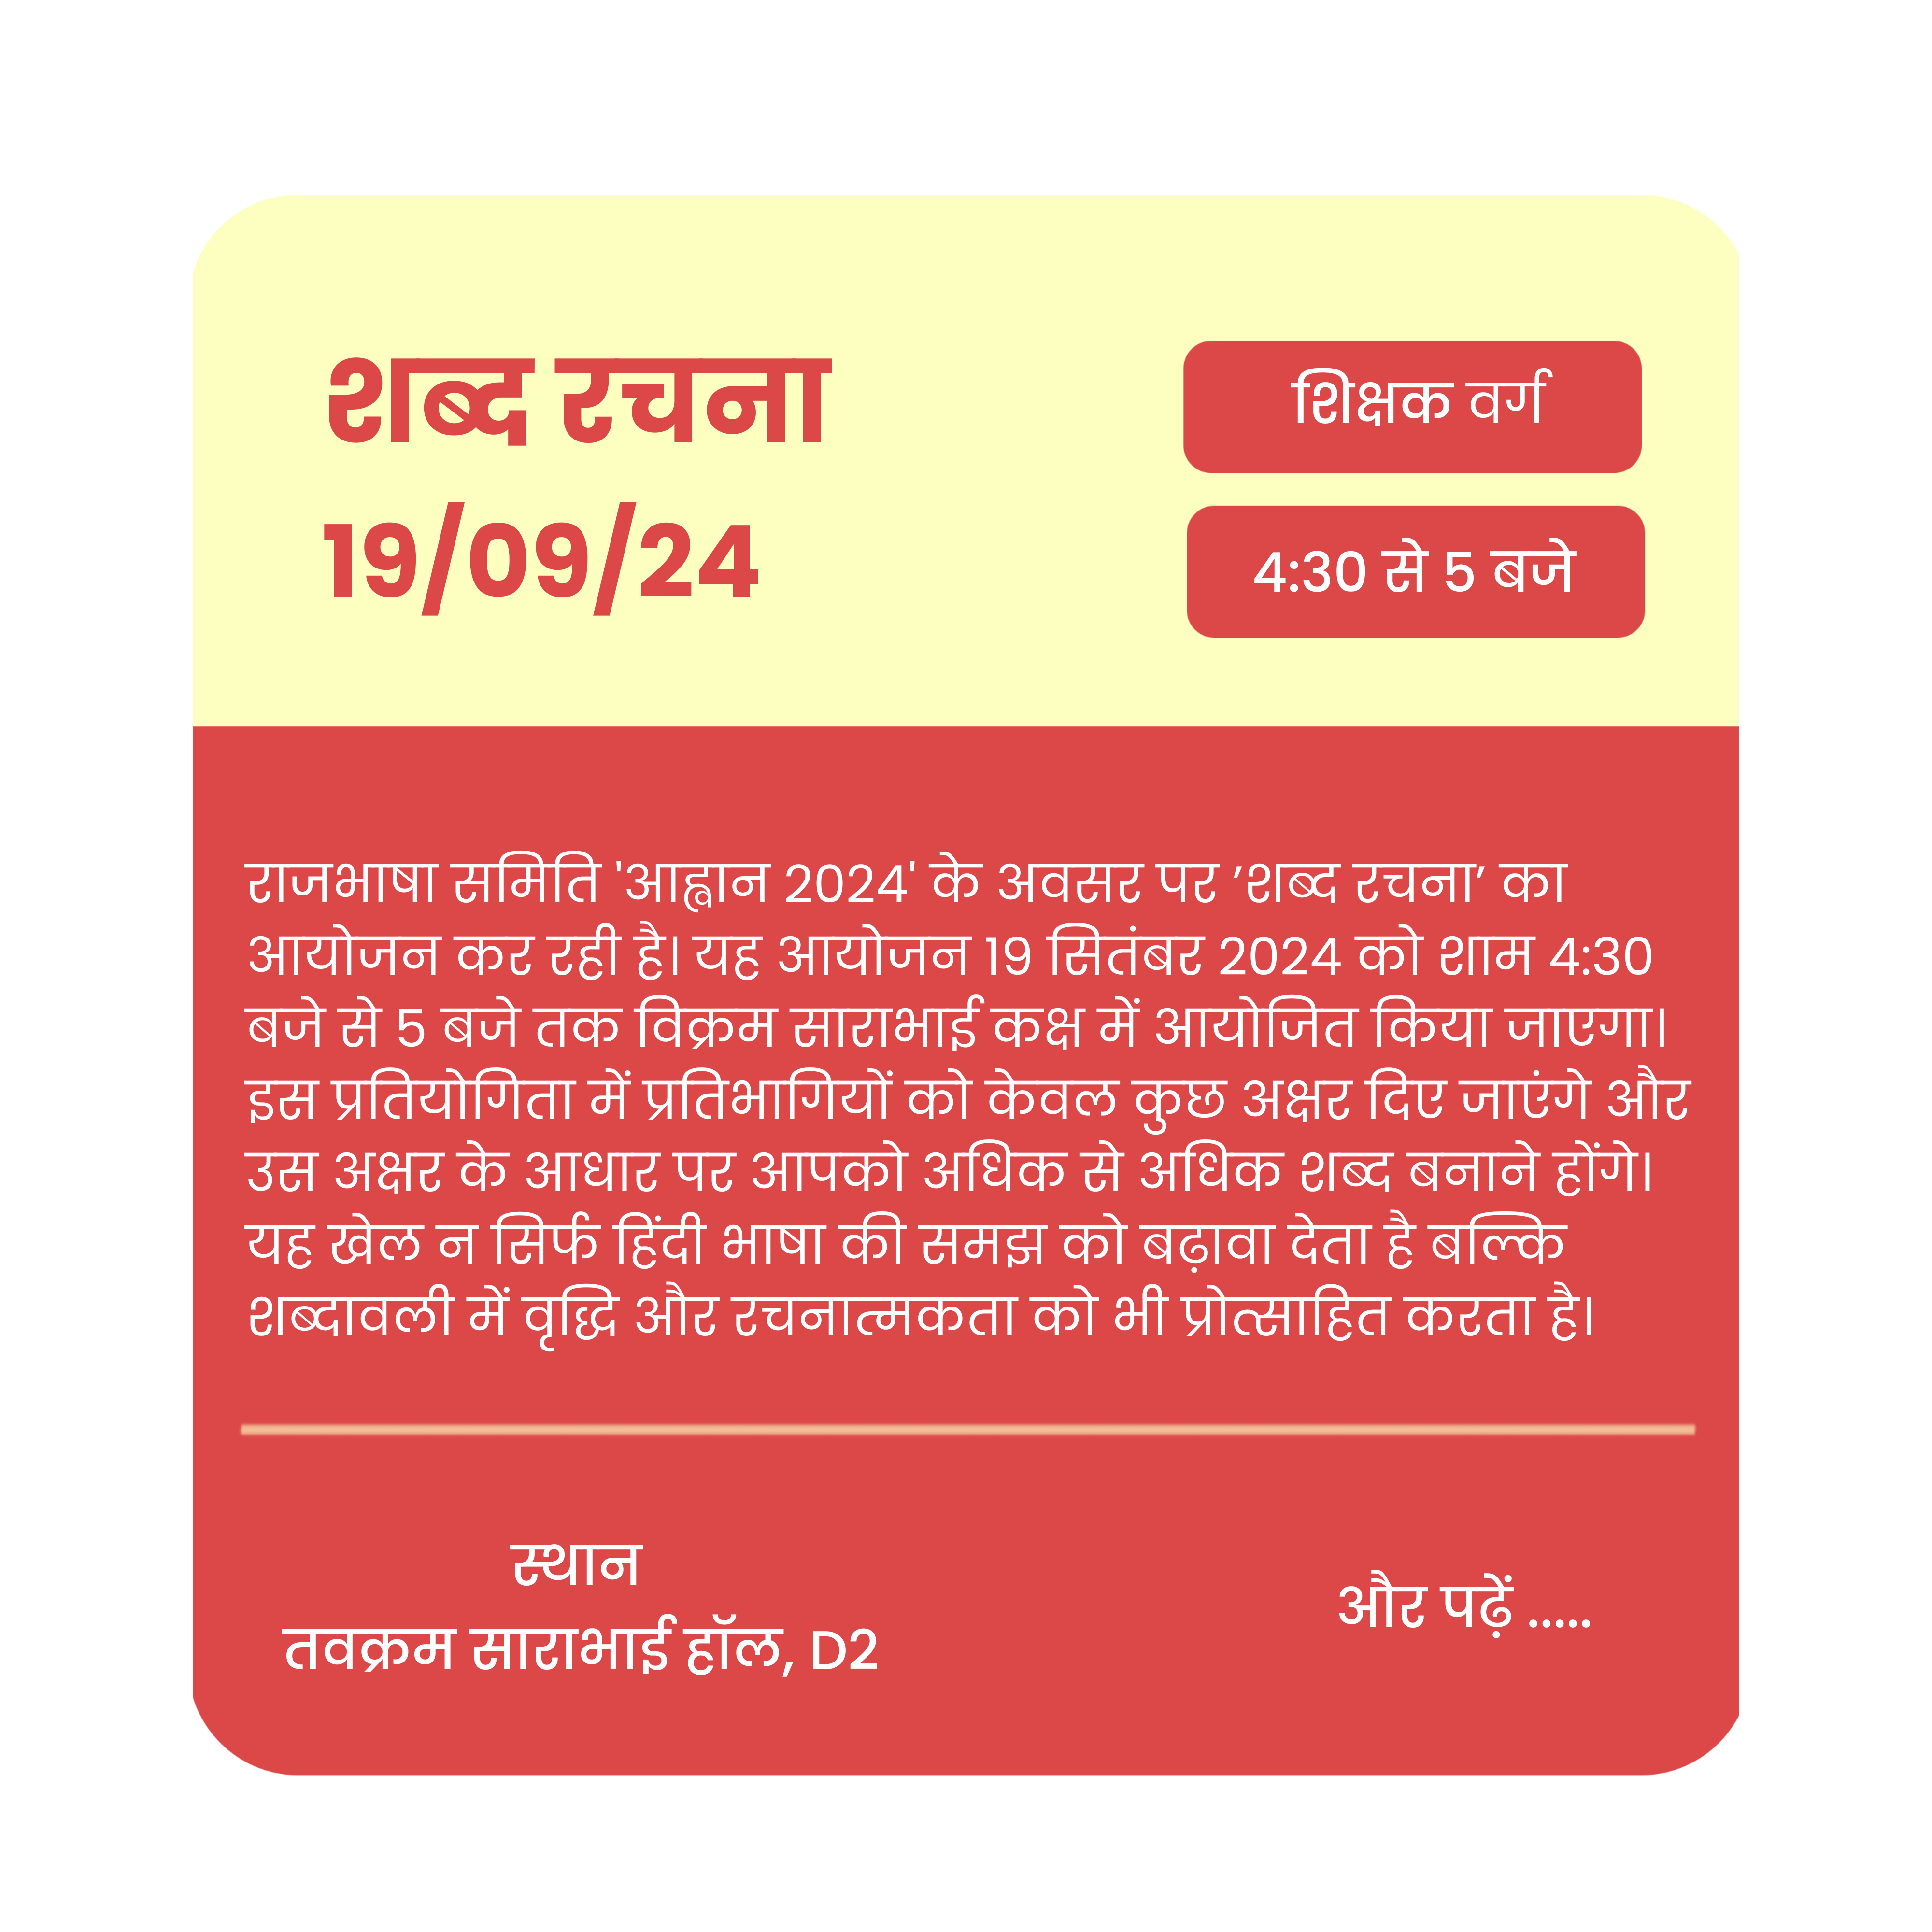 शब्द रचना
19/09/24
शिक्षक वर्ग
4:30 से 5 बजे
राजभाषा समिति 'आह्वान 2024' के अवसर पर ’शब्द रचना’ का
आयोजन कर रही है। यह आयोजन 19 सितंबर 2024 को शाम 4:30
बजे से 5 बजे तक विक्रम साराभाई कक्ष में आयोजित किया जाएगा।
इस प्रतियोगिता में प्रतिभागियों को केवल कुछ अक्षर दिए जाएंगे और
उस अक्षर के आधार पर आपको अधिक से अधिक शब्द बनाने होंगे।
यह खेल न सिर्फ हिंदी भाषा की समझ को बढ़ावा देता है बल्कि
शब्दावली में वृद्धि और रचनात्मकता को भी प्रोत्साहित करता है।
स्थान
तवक्रम साराभाई हॉल, D2
और पढ़ें .....